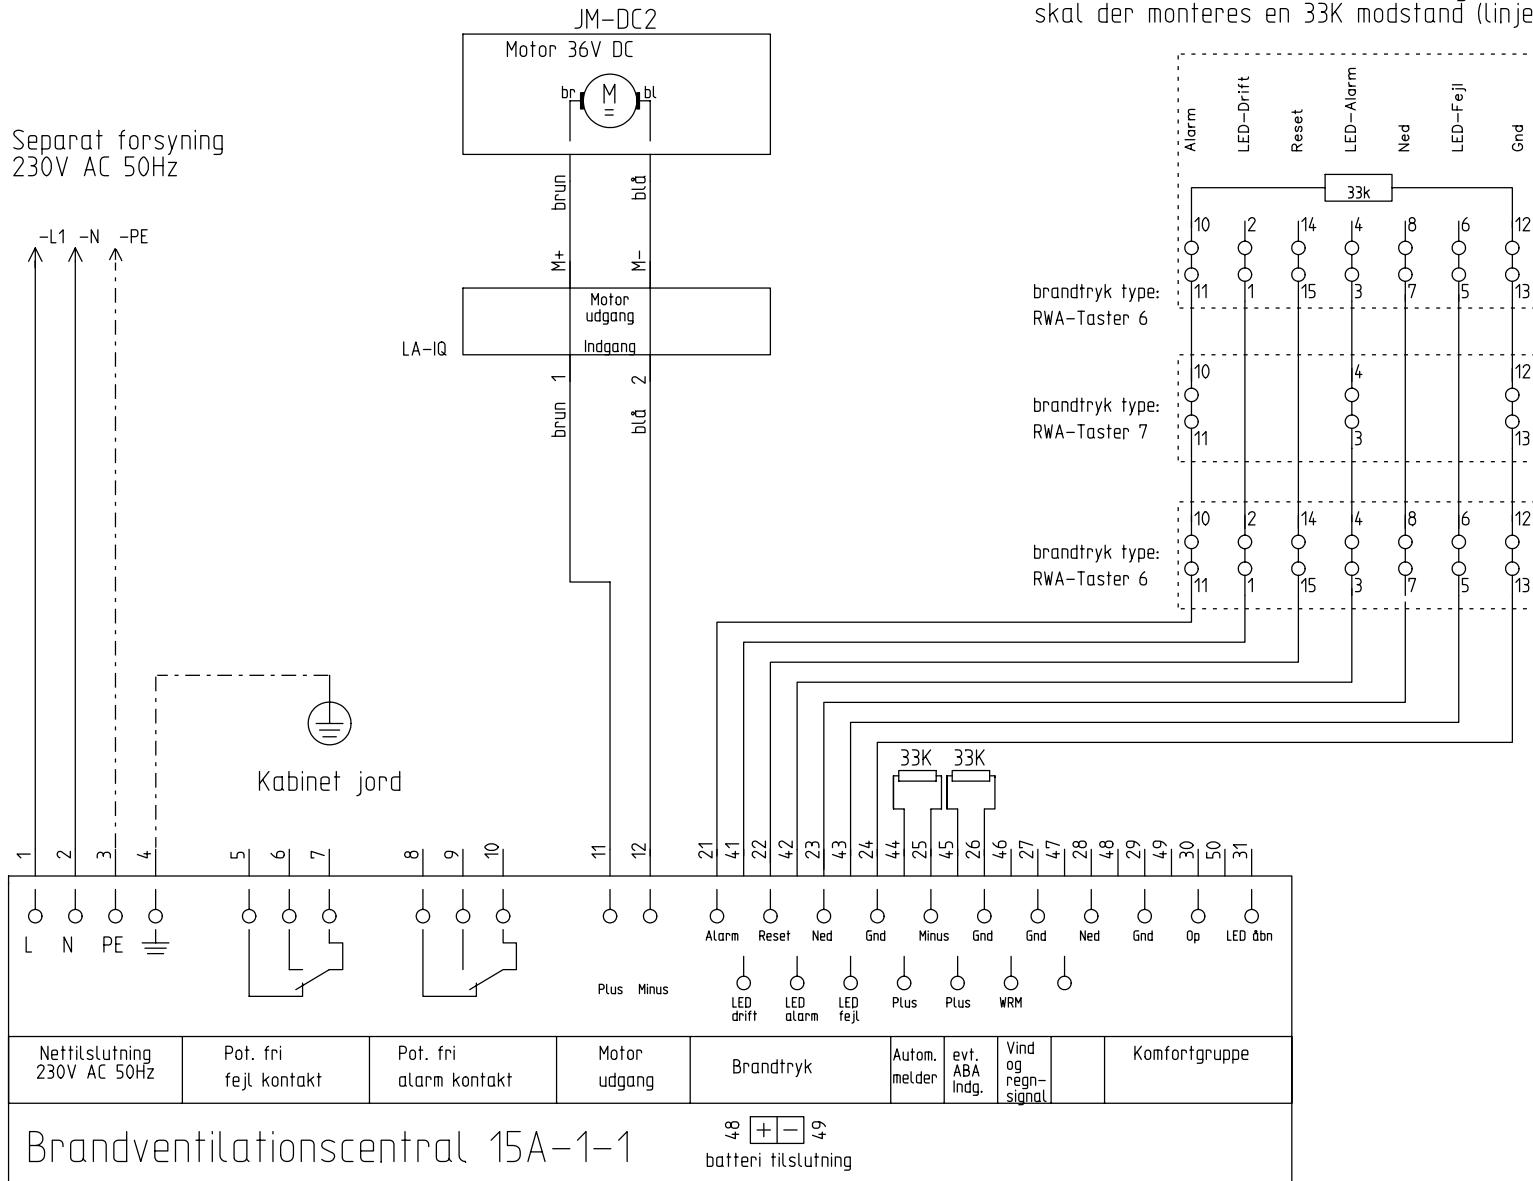 skal der monteres en 33K modstand (linje
JM-DC2
Motor 36V DC
br M bl
=
Separat forsyning
230V AC 50Hz
-L1 -N -PE
brun blå
M+ M-
Motor
udgang
Indgang
LA-IQ
1 2
brun blå
Alarm LED-Drift Reset LED-Alarm Ned LED-Fejl Gnd
33k
10 2 14 4 8 6 12
brandtryk type:
RWA-Taster 6
11 1 15 3 7 5 13
10 4 12
brandtryk type:
RWA-Taster 7
11 3 13
10 2 14 4 8 6 12
brandtryk type:
RWA-Taster 6
11 1 15 3 7 5 13
Kabinet jord
33K 33K
1 2 3 4 5 6 7 8 9 10 11 12 21 41 22 42 23 43 24 44 25 45 26 46 27 47 28 48 29 49 30 50 31
L N PE
Alarm Reset Ned Gnd Minus Gnd Gnd Ned Gnd Op LED åbn
Plus Minus
LED
drift
LED
alarm
LED
fejl
Plus Plus WRM
Nettilslutning
230V AC 50Hz
Pot. fri
fejl kontakt
Pot. fri
alarm kontakt
Motor
udgang
Brandtryk
Autom.
melder
evt.
ABA
Indg.
Vind
og
regn-
signal
Komfortgruppe
Brandventilationscentral 15A-1-1
48 + - 49
batteri tilslutning